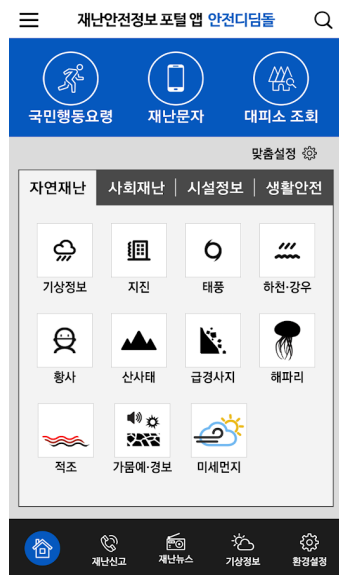 재난안전정보 포털 앱 안전디딤돌
국민행동요령 재난문자 대피소 조회
맞춤설정
자연재난 사회재난 시설정보 생활안전
기상정보 지진 태풍 하천·강우
황사 산사태 급경사지 해파리
적조 가뭄예·경보 미세먼지
재난신고 재난뉴스 기상정보 환경설정